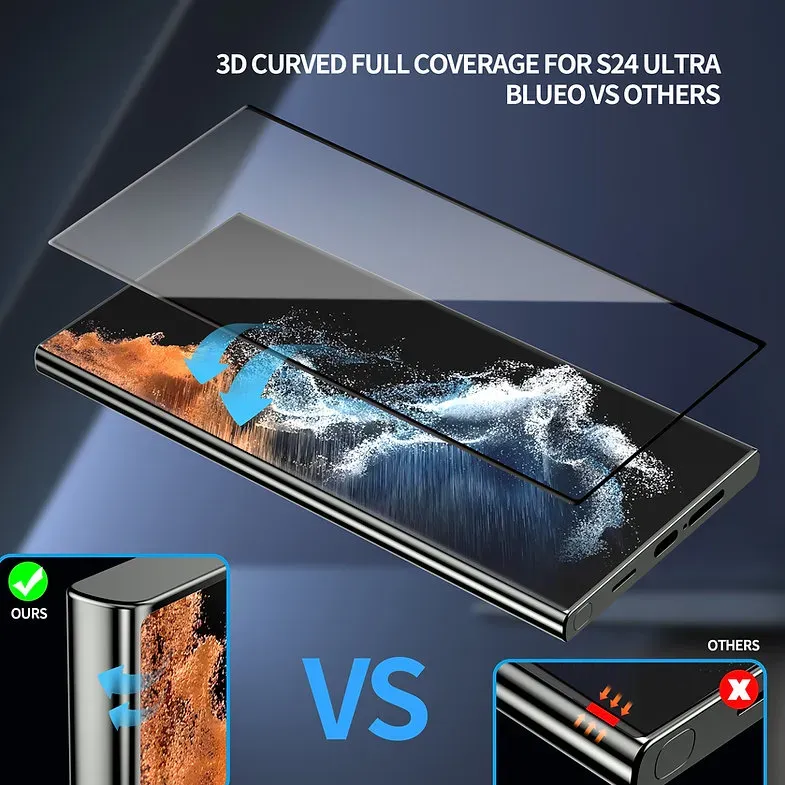 3D CURVED FULL COVERAGE FOR S24 ULTRA
BLUEO VS OTHERS
OURS
VS
OTHERS